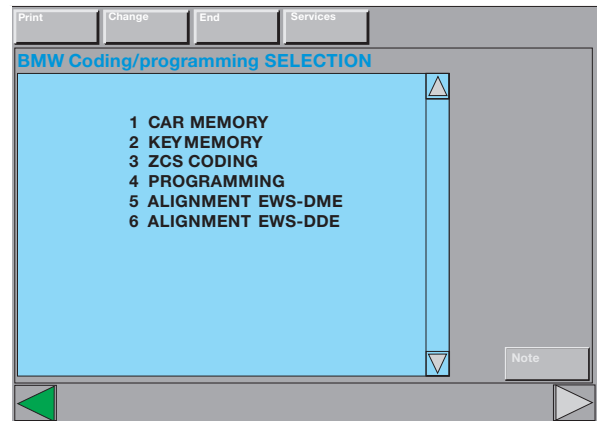 Print Change End Services
BMW Coding/programming SELECTION
1 CAR MEMORY
2 KEYMEMORY
3 ZCS CODING
4 PROGRAMMING
5 ALIGNMENT EWS-DME
6 ALIGNMENT EWS-DDE
Note